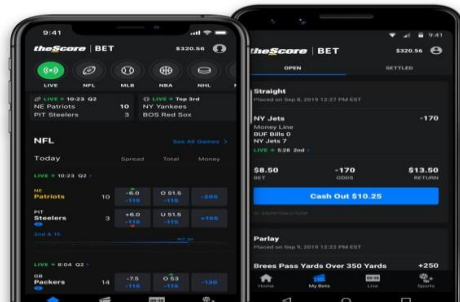 9:41
theScore BET $320.56
LIVE NFL MLB NBA NHL
LIVE • 10:23 Q2
NE Patriots 10
PIT Steelers 3
LIVE • Top 3rd
NY Yankees
BOS Red Sox
NFL See All Games >
Today Spread Total Money
LIVE • 10:23 Q2 >
NE
Patriots 10 -6.0 O 51.5
-115 -115 -205
PIT
Steelers 3 +6.0 U 51.5
-115 -115 +165
2nd & 15
LIVE • 8:04 Q2 >
GB
Packers 14 -7.5 O 53
-115 -115 -130
9:41
theScore BET $320.56
OPEN SETTLED
Straight
Placed on Sep 8, 2019 12:27 PM EST
NY Jets -170
Money Line
BUF Bills 0
NY Jets 7
LIVE • 5:28 2nd >
$8.50 -170 $13.50
BET ODDS RETURN
Cash Out $10.25
Parlay
Placed on Sep 9, 2019 12:23 PM EST
Brees Pass Yards Over 350 Yards +250
Home My Bets Live Sports